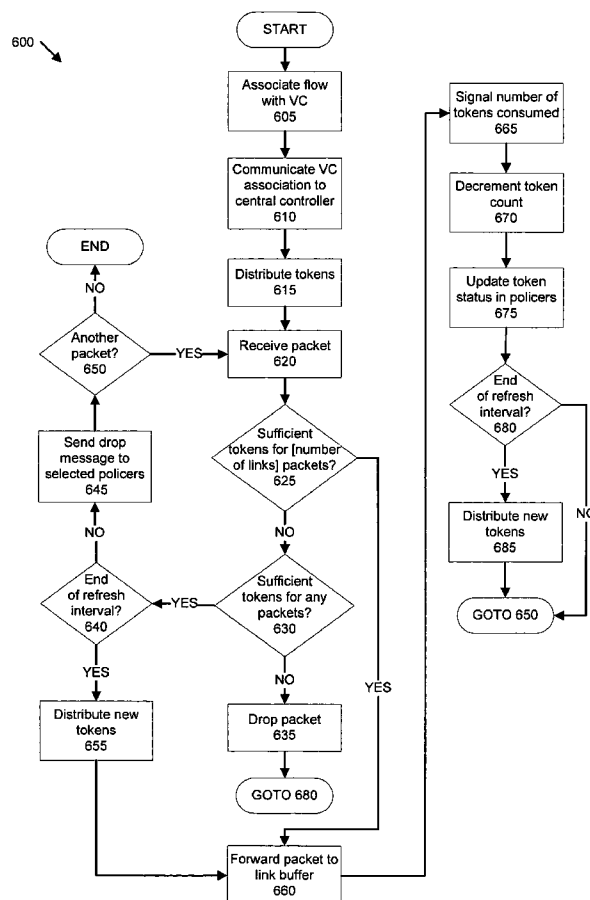 600
START
Associate flow
with VC
605
Communicate VC
association to
central controller
610
Distribute tokens
615
Receive packet
620
Sufficient
tokens for [number
of links] packets?
625
NO
YES
Sufficient
tokens for any
packets?
630
YES
NO
Drop packet
635
GOTO 680
END
NO
Another
packet?
650
YES
Send drop
message to
selected policers
645
NO
End
of refresh
interval?
640
YES
Distribute new
tokens
655
Forward packet to
link buffer
660
Signal number of
tokens consumed
665
Decrement token
count
670
Update token
status in policers
675
End
of refresh
interval?
680
YES
NO
Distribute new
tokens
685
GOTO 650